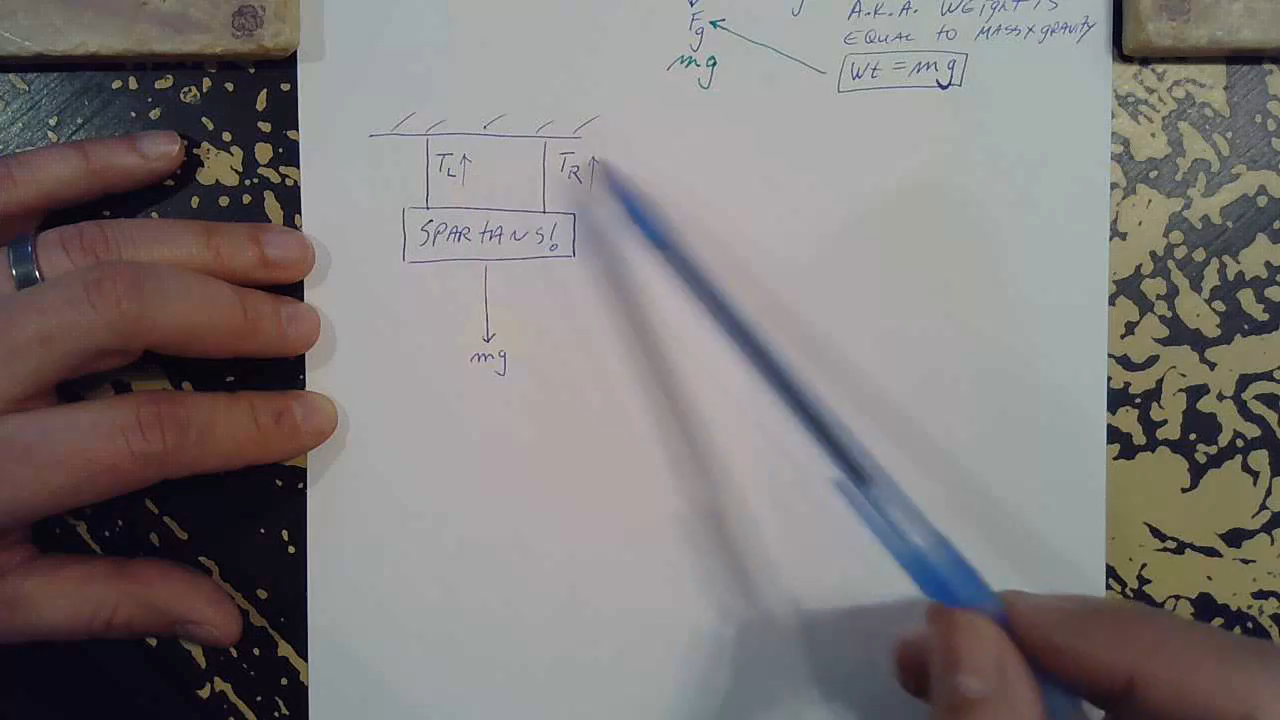 A.K.A. WEIGHT IS
Fg
EQUAL TO MASS X gravity
mg
Wt = mg
TL↑
TR↑
SPARTANS!
mg